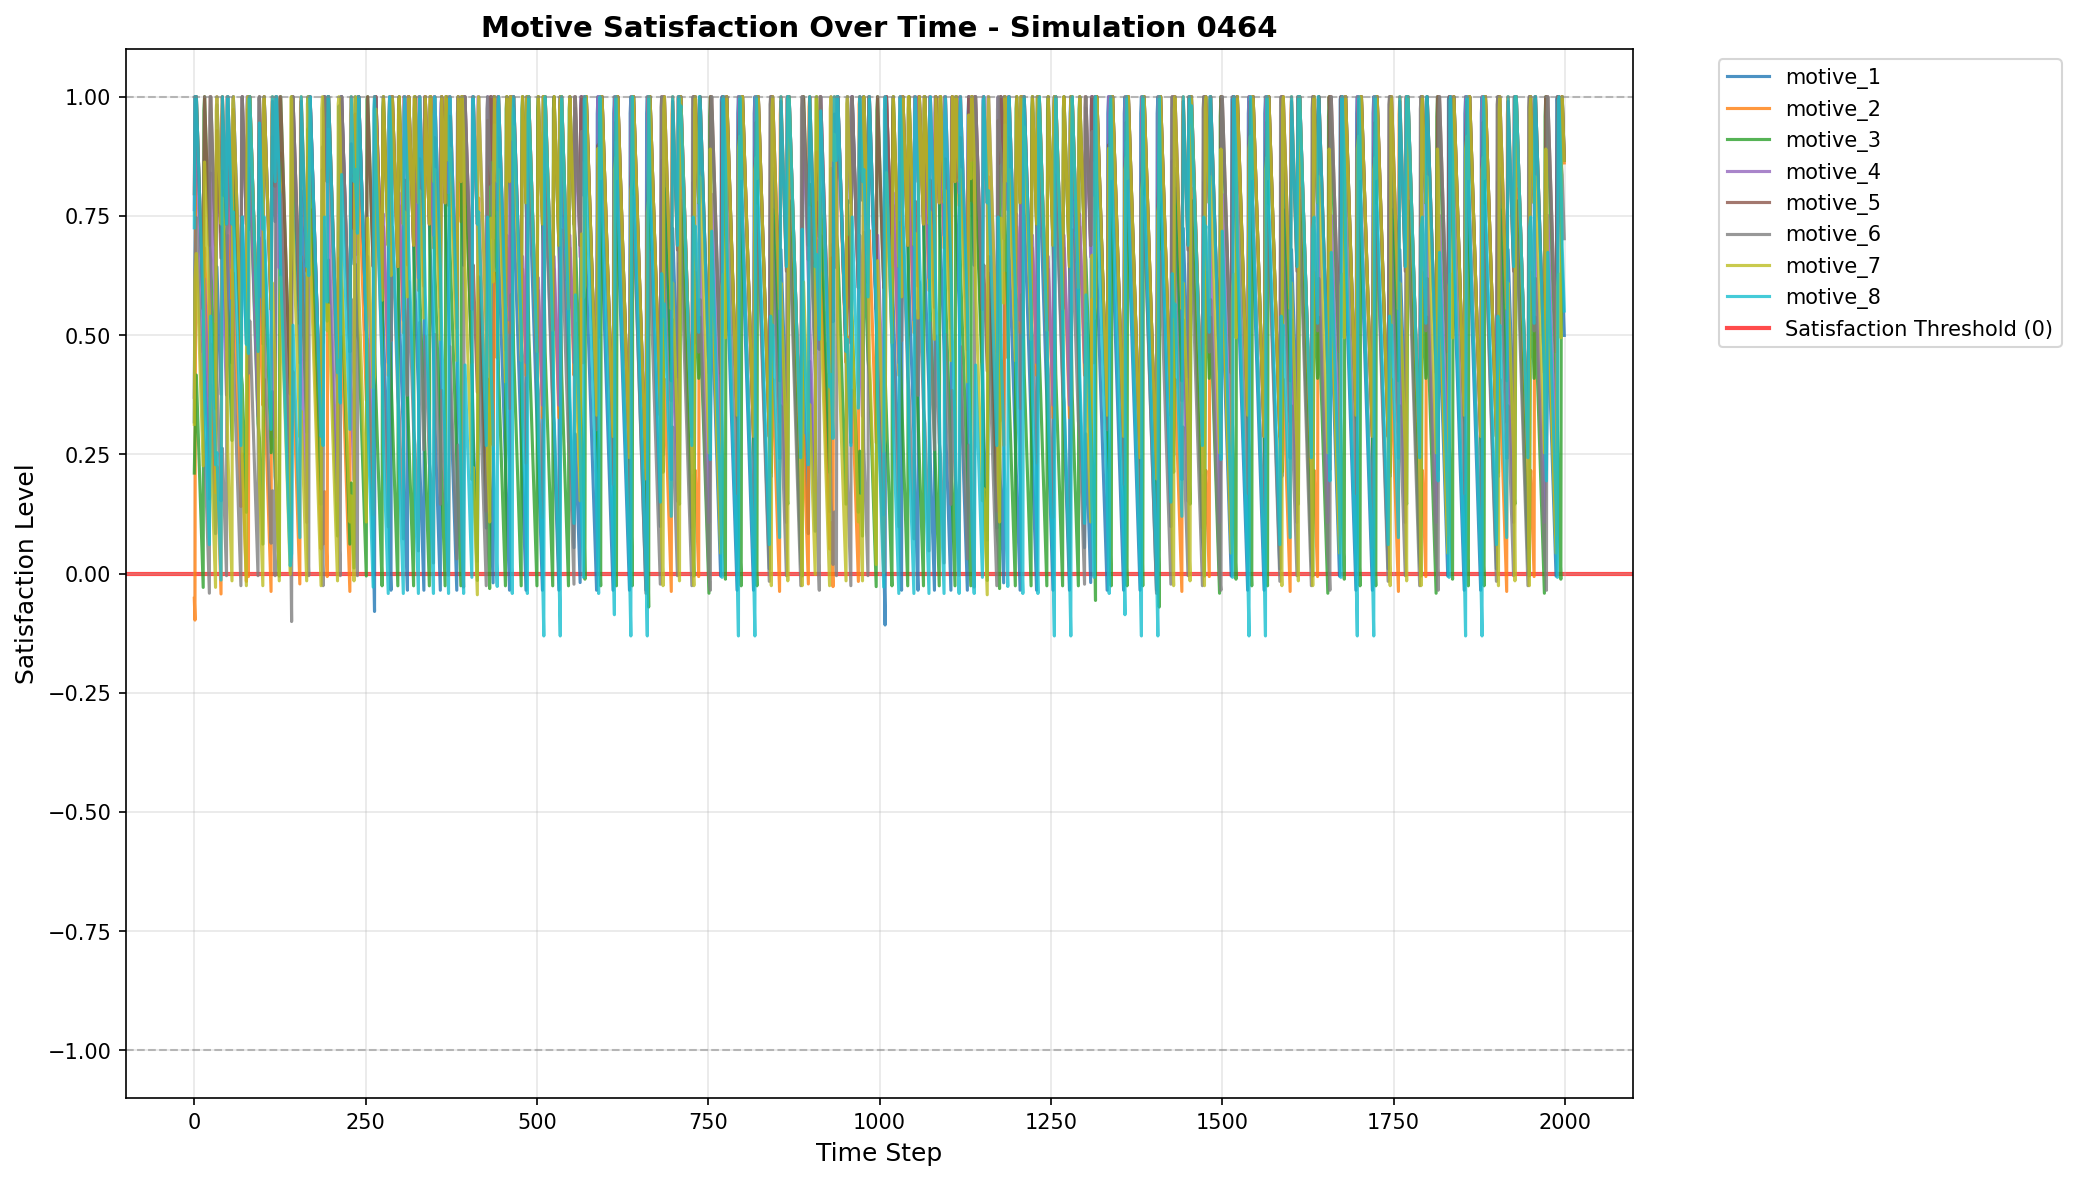 Motive Satisfaction Over Time - Simulation 0464
Satisfaction Level
1.00
0.75
0.50
0.25
0.00
−0.25
−0.50
−0.75
−1.00
0
250
500
750
1000
1250
1500
1750
2000
Time Step
motive_1
motive_2
motive_3
motive_4
motive_5
motive_6
motive_7
motive_8
Satisfaction Threshold (0)